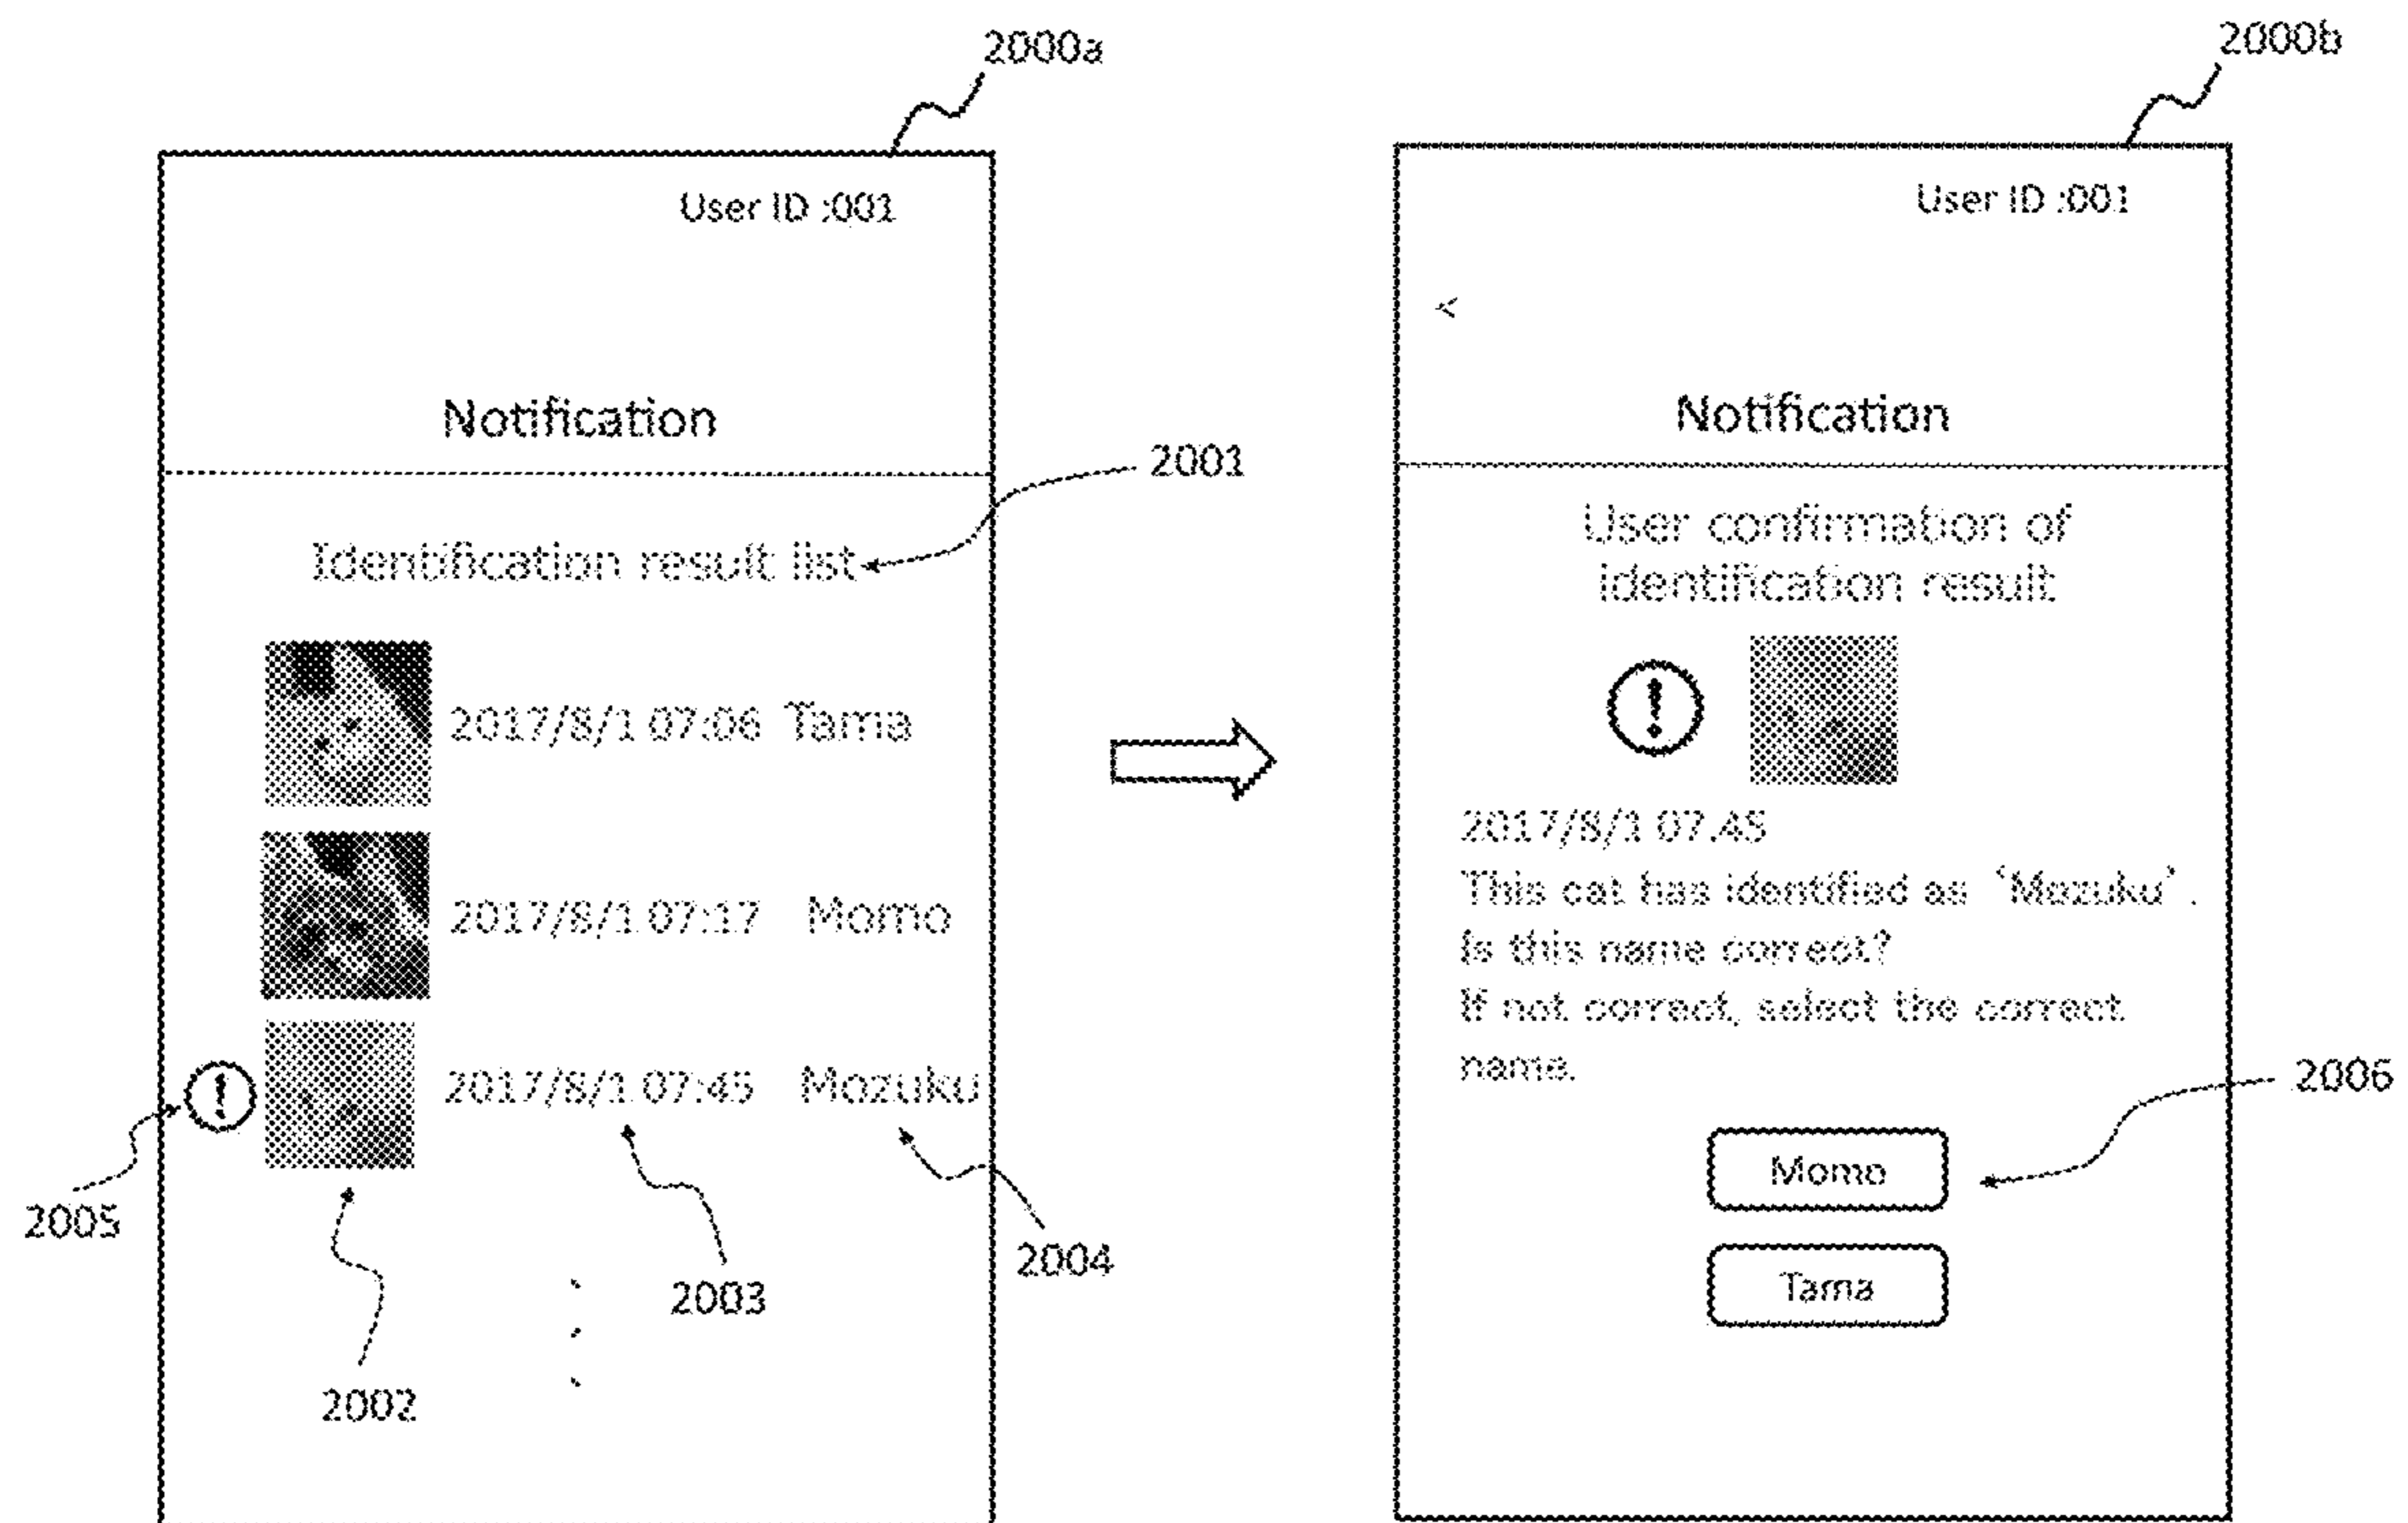 2000a
User ID :001
Notification
2001
Identification result list
2017/8/1 07:06 Tama
2017/8/1 07:17 Momo
! 2017/8/1 07:45 Mozuku
2005
2004
2003
2002
2000b
User ID :001
<
Notification
User confirmation of
identification result
!
2017/8/1 07.45
This cat has identified as ‘Mozuku’.
Is this name correct?
If not correct, select the correct
name.
2006
Momo
Tama